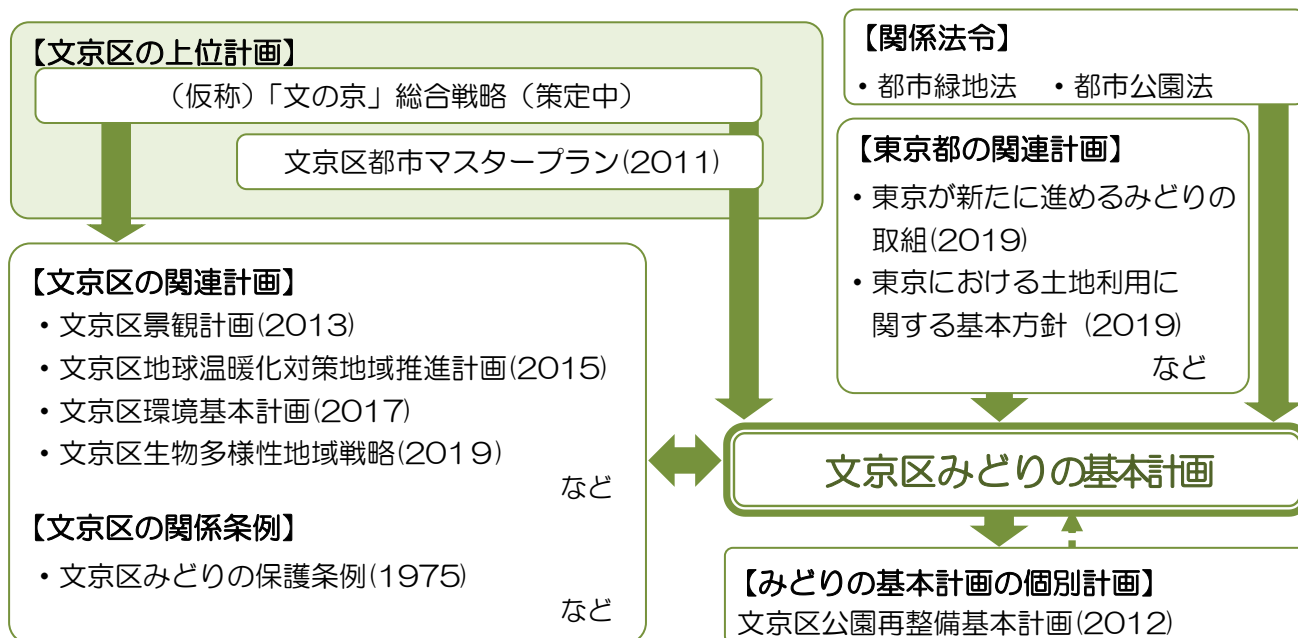 【文京区の上位計画】
（仮称）「文の京」総合戦略（策定中）
文京区都市マスタープラン(2011)
【関係法令】
・都市緑地法　・都市公園法
【東京都の関連計画】
・東京が新たに進めるみどりの
取組(2019)
・東京における土地利用に
関する基本方針 (2019)
など
【文京区の関連計画】
・文京区景観計画(2013)
・文京区地球温暖化対策地域推進計画(2015)
・文京区環境基本計画(2017)
・文京区生物多様性地域戦略(2019)
など
【文京区の関係条例】
・文京区みどりの保護条例(1975)
など
文京区みどりの基本計画
【みどりの基本計画の個別計画】
文京区公園再整備基本計画(2012)